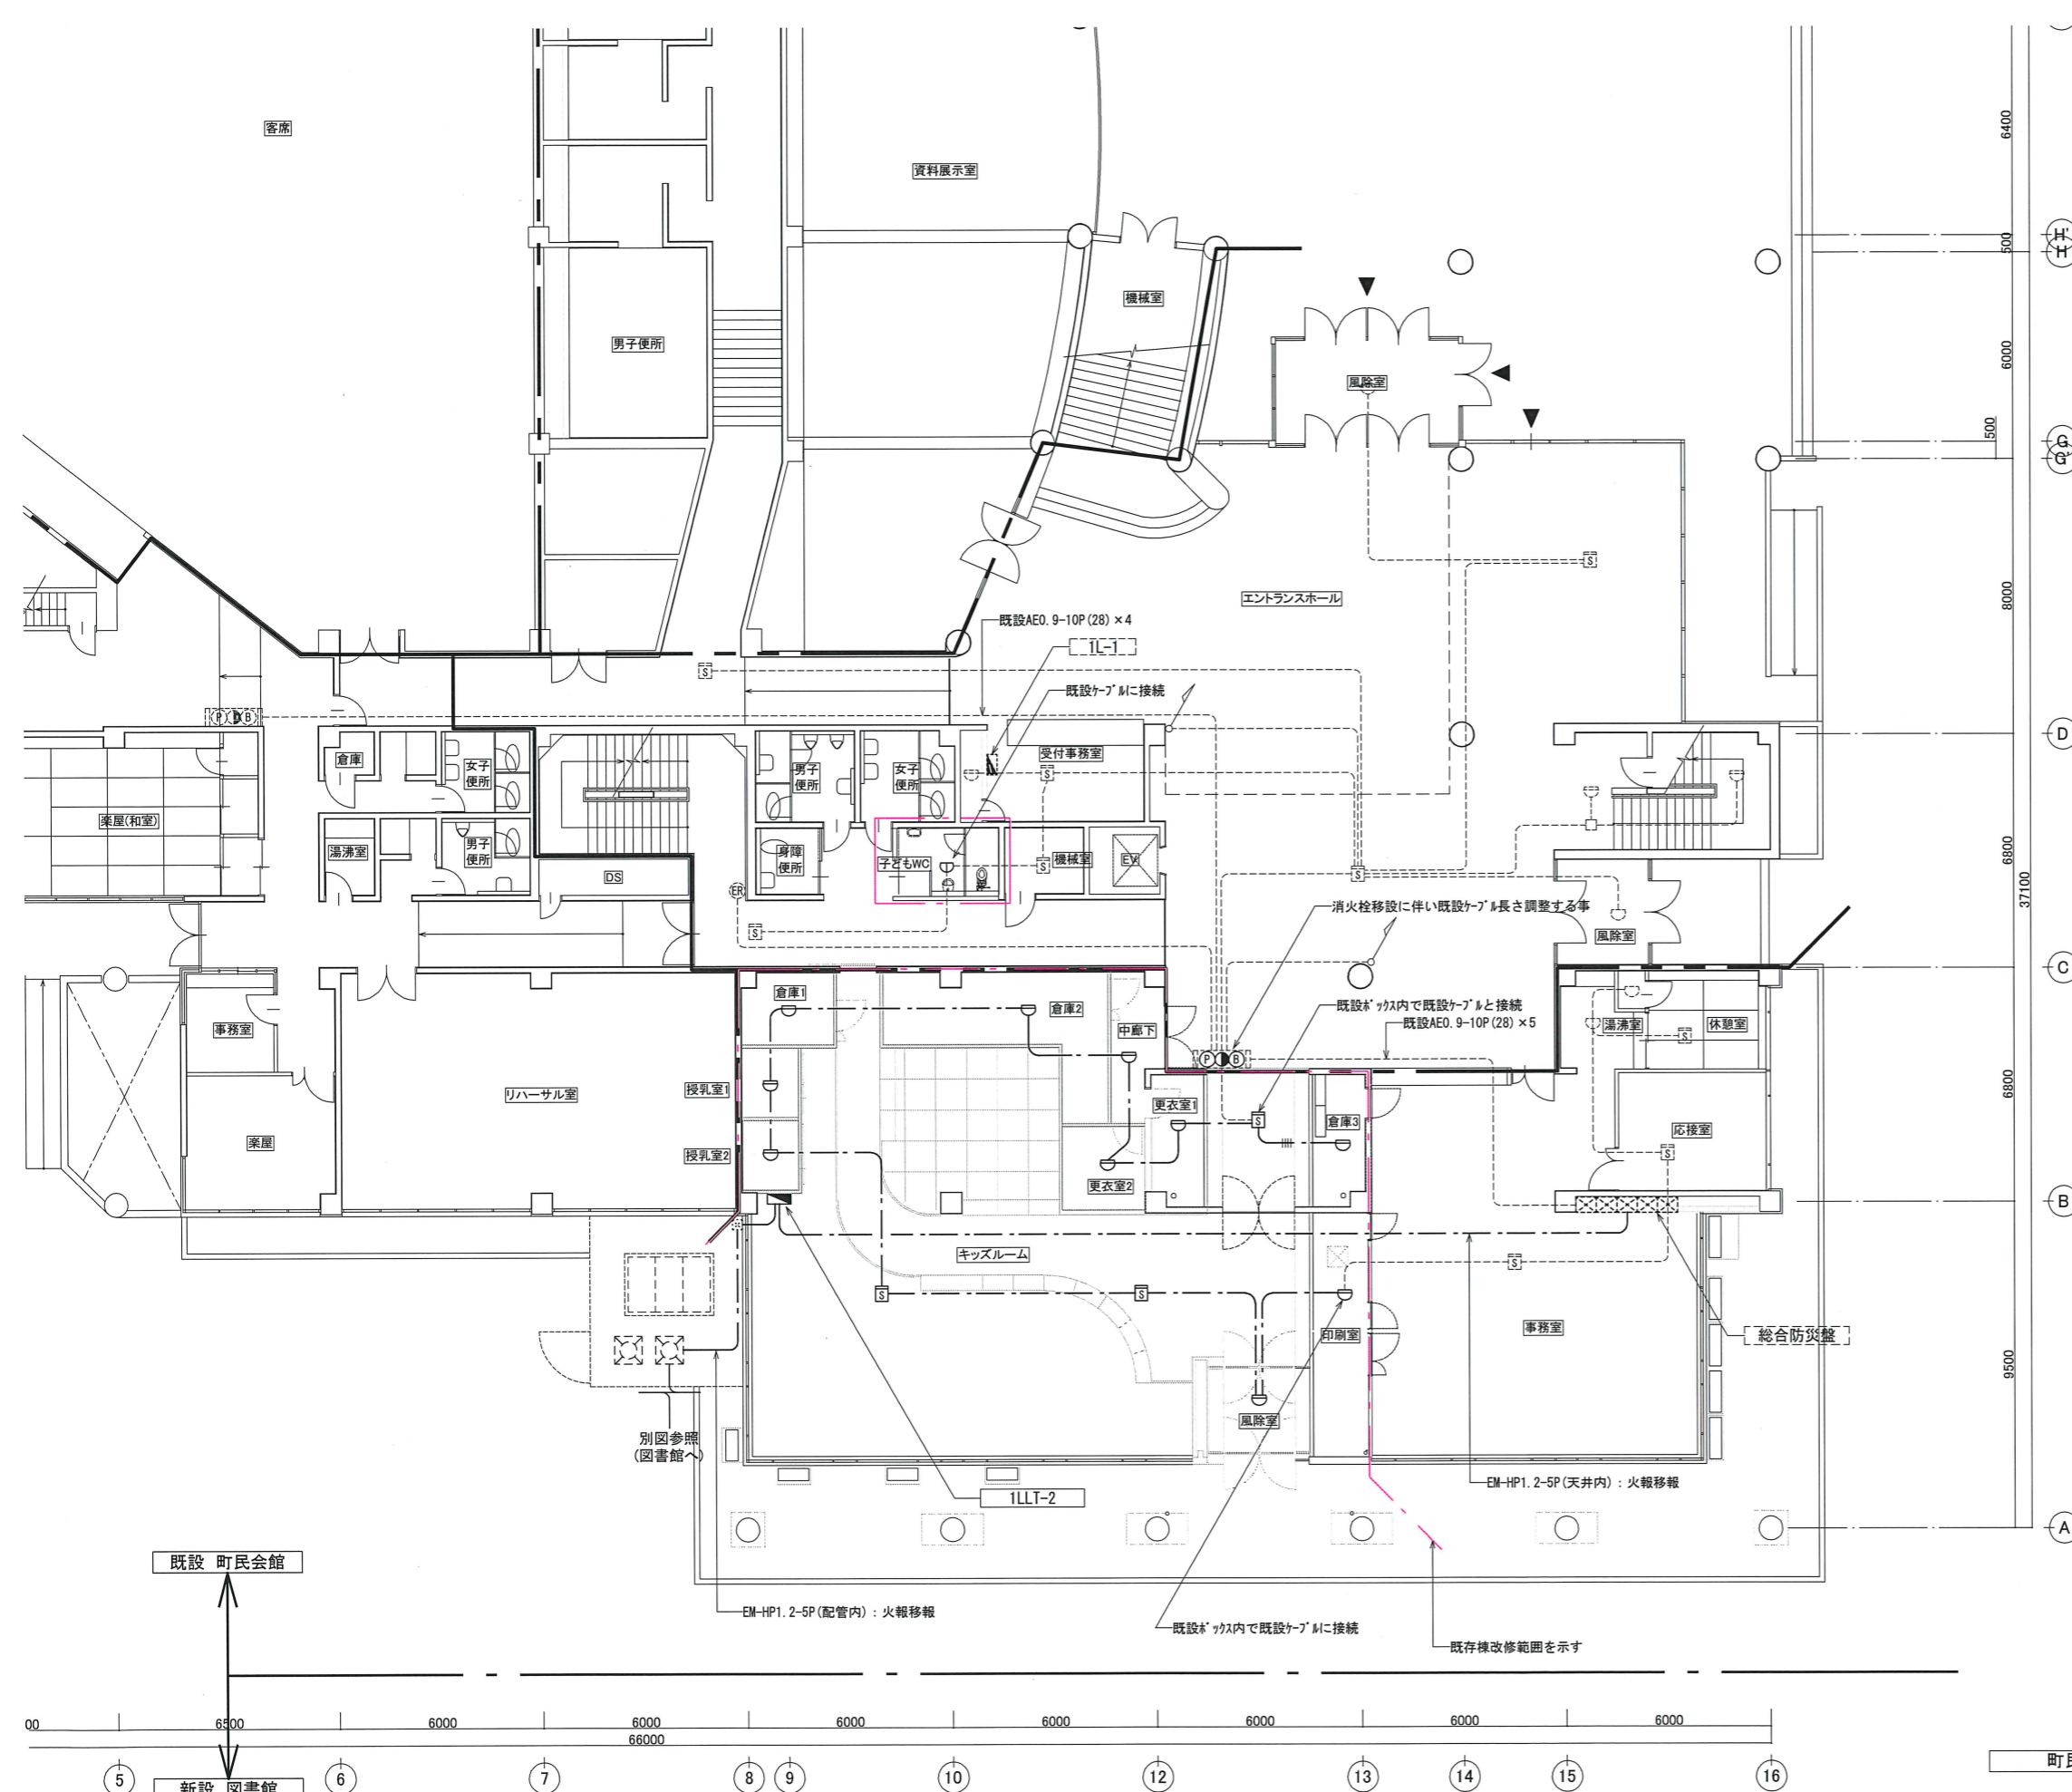 客席
資料展示室
6400
H'
500
H
機械室
男子便所
6000
風除室
500
G
G'
エントランスホール
8000
既設AE0.9-10P(28)×4
1L-1
S
既設ケーブルに接続
S
P B
D
倉庫
女子
便所
男子
便所
女子
便所
受付事務室
S
楽屋(和室)
湯沸室
男子
便所
身障
便所
子どもWC
機械室
S
EV
6800
37100
DS
ER
S
S
消火栓移設に伴い既設ケーブル長さ調整する事
風除室
C
倉庫1
倉庫2
中廊下
既設ボックス内で既設ケーブルと接続
既設AE0.9-10P(28)×5
湯沸室
休憩室
S
事務室
P B
リハーサル室
授乳室1
更衣室1
S
倉庫3
6800
応接室
楽屋
授乳室2
更衣室2
S
B
キッズルーム
S
S
S
印刷室
事務室
総合防災盤
9500
風除室
別図参照
(図書館へ)
EM-HP1.2-5P(天井内):火報移報
1LLT-2
A
既設 町民会館
EM-HP1.2-5P(配管内):火報移報
既設ボックス内で既設ケーブルに接続
既存棟改修範囲を示す
00
6500
6000
6000
6000
6000
6000
6000
6000
66000
5
6
7
8
9
10
12
13
14
15
16
新設 図書館